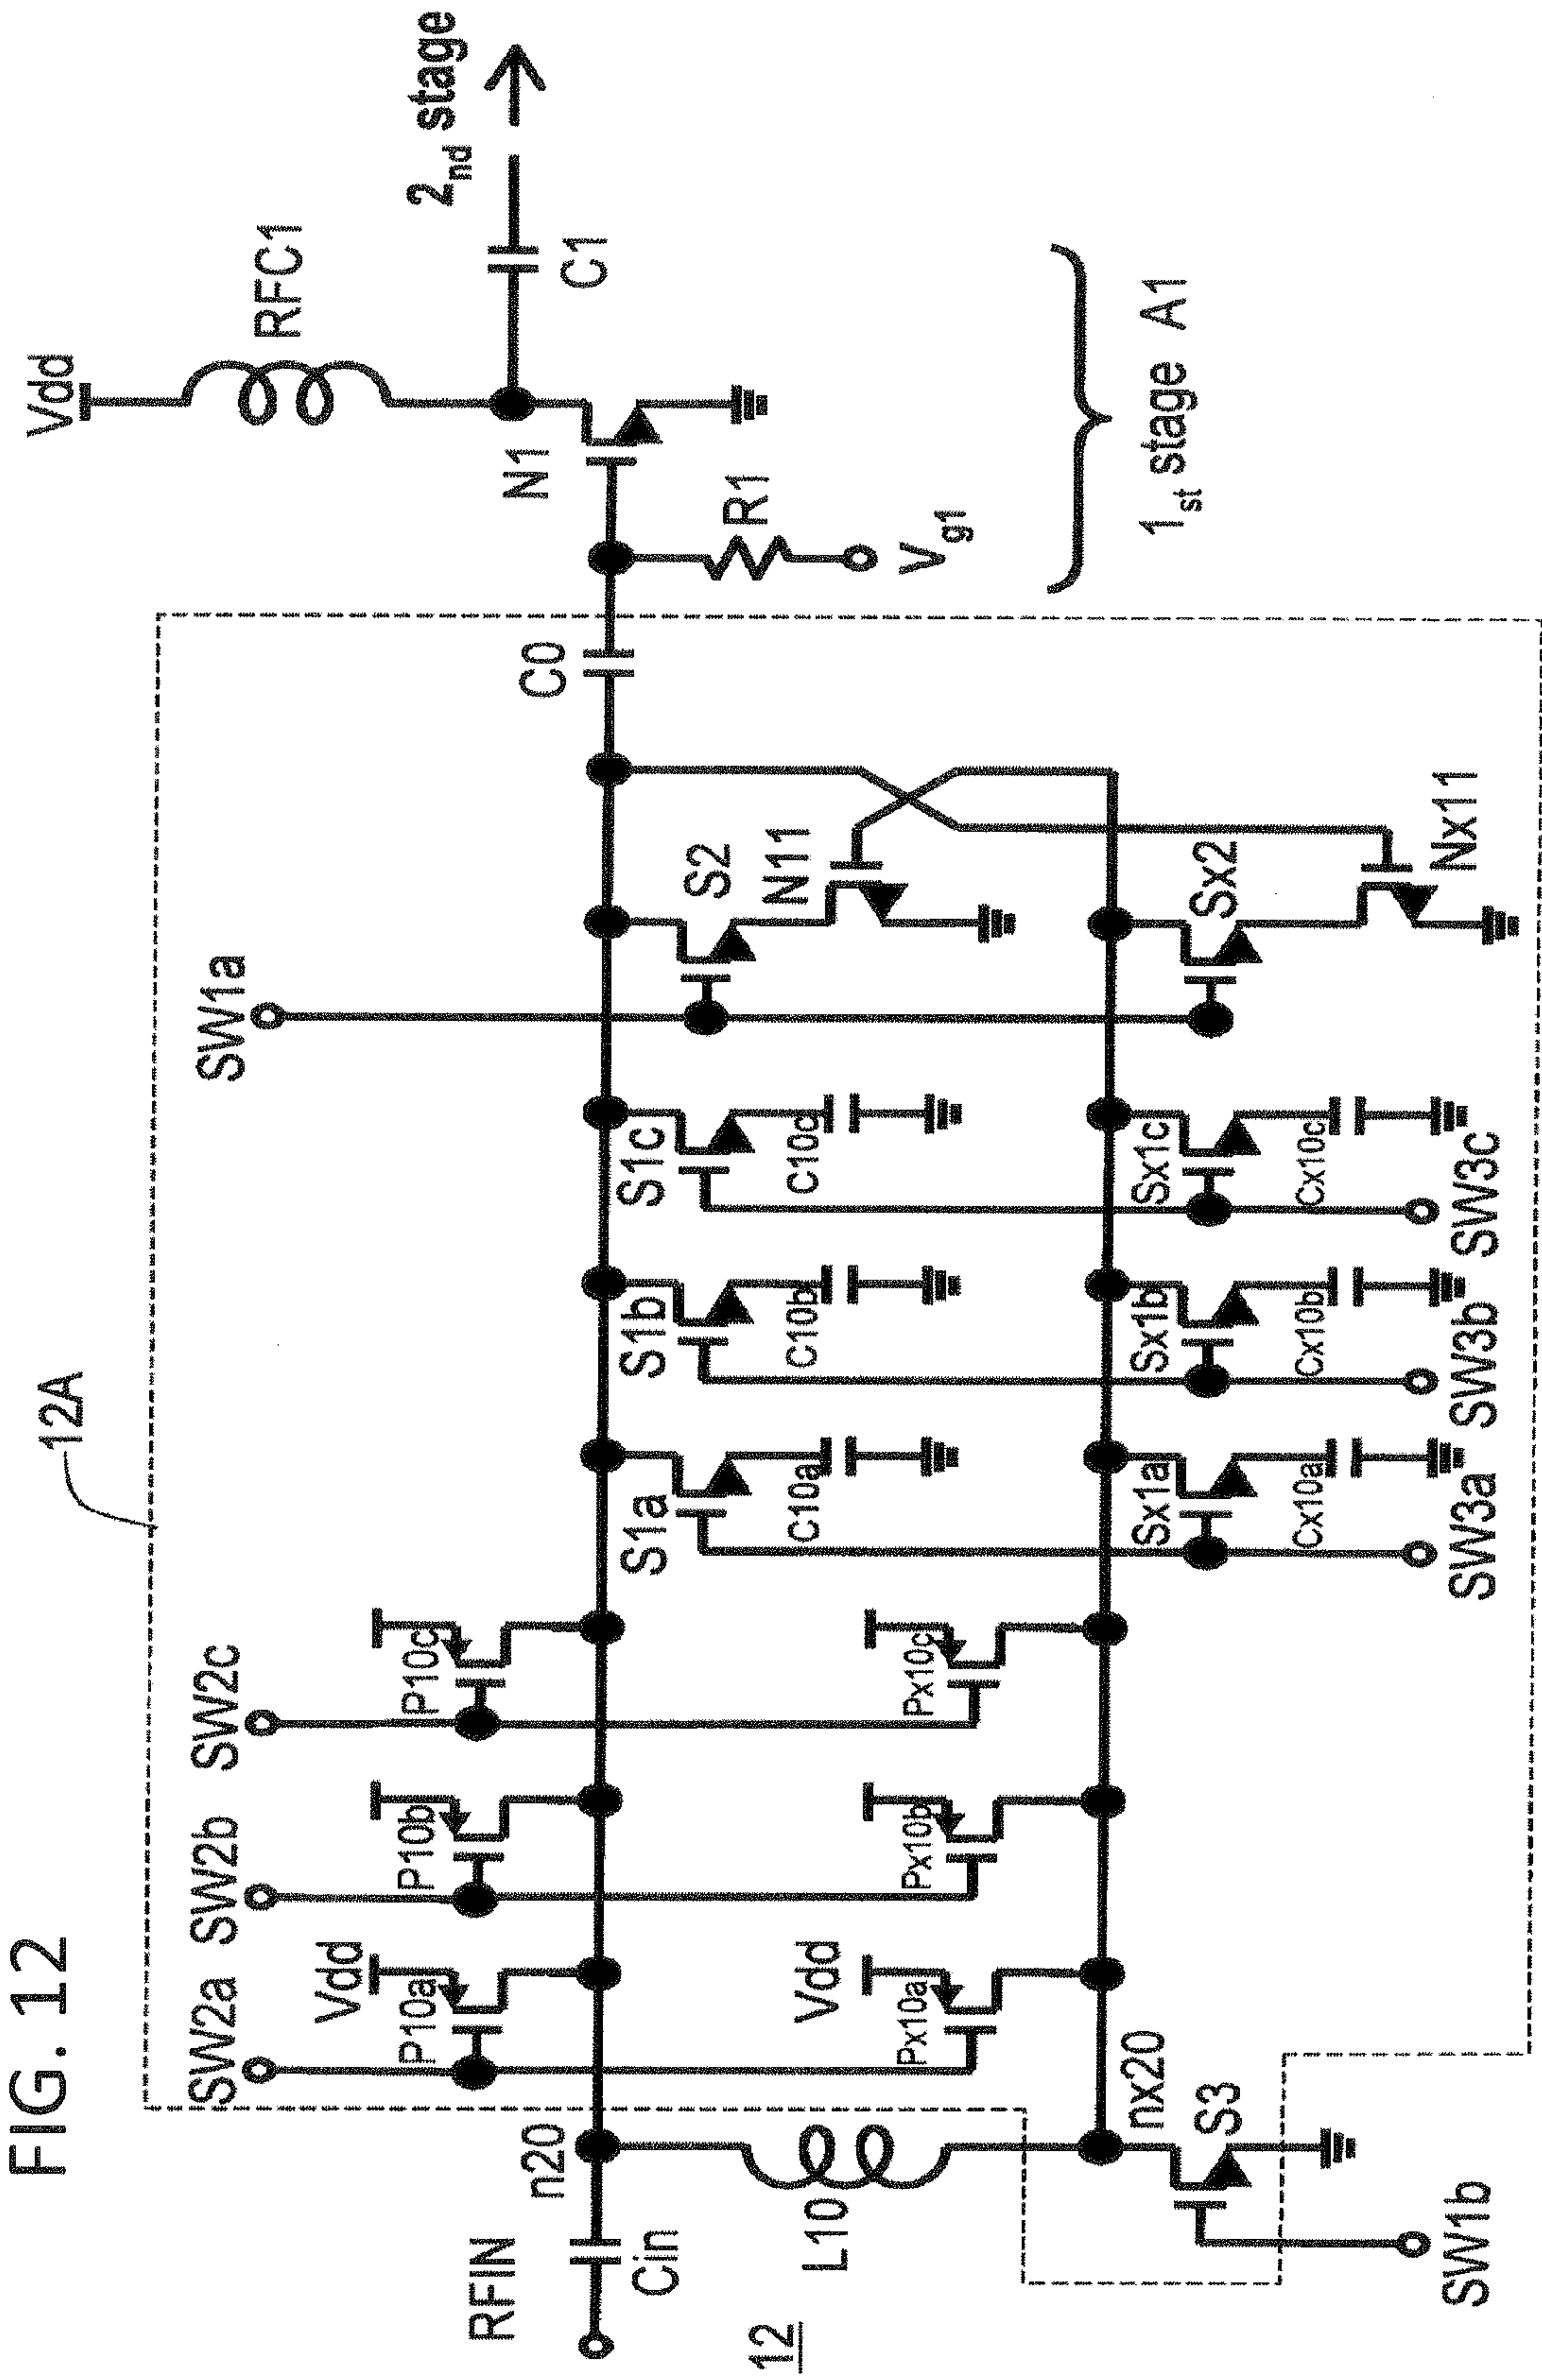 FIG. 12
12A
SW2a
SW2b
SW2c
SW1a
Vdd
Vdd
RFC1
P10a
P10b
P10c
N1
C1
2nd stage
RFIN
n20
C0
Cin
S1a
S1b
S1c
S2
R1
C10a
C10b
C10c
N11
Vg1
12
L10
Vdd
Px10a
Px10b
Px10c
nx20
Sx1a
Sx1b
Sx1c
Sx2
1st stage A1
S3
Cx10a
Cx10b
Cx10c
Nx11
SW1b
SW3a
SW3b
SW3c